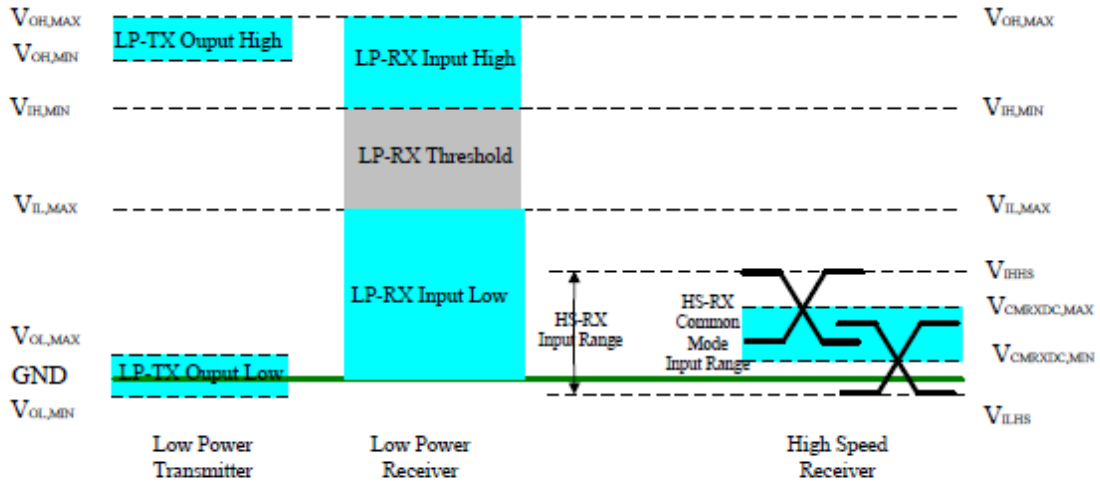 VOH,MAX
VOH,MIN
LP-TX Ouput High
LP-RX Input High
VOH,MAX
VIH,MIN
VIH,MIN
LP-RX Threshold
VIL,MAX
VIL,MAX
LP-RX Input Low
HS-RX
Input Range
HS-RX
Common
Mode
Input Range
VIHHS
VCMRXDC,MAX
VCMRXDC,MIN
VOL,MAX
GND
LP-TX Ouput Low
VOL,MIN
VILHS
Low Power
Transmitter
Low Power
Receiver
High Speed
Receiver